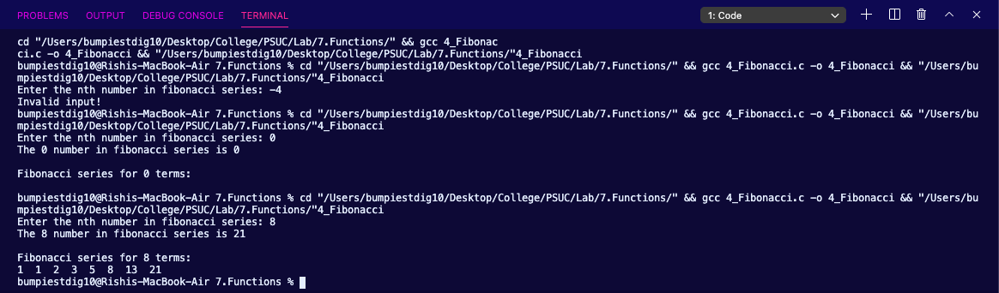 PROBLEMS OUTPUT DEBUG CONSOLE TERMINAL 1: Code
cd "/Users/bumpiestdig10/Desktop/College/PSUC/Lab/7.Functions/" && gcc 4_Fibonac
ci.c -o 4_Fibonacci && "/Users/bumpiestdig10/Desktop/College/PSUC/Lab/7.Functions/"4_Fibonacci
bumpiestdig10@Rishis-MacBook-Air 7.Functions % cd "/Users/bumpiestdig10/Desktop/College/PSUC/Lab/7.Functions/" && gcc 4_Fibonacci.c -o 4_Fibonacci && "/Users/bu
mpiestdig10/Desktop/College/PSUC/Lab/7.Functions/"4_Fibonacci
Enter the nth number in fibonacci series: -4
Invalid input!
bumpiestdig10@Rishis-MacBook-Air 7.Functions % cd "/Users/bumpiestdig10/Desktop/College/PSUC/Lab/7.Functions/" && gcc 4_Fibonacci.c -o 4_Fibonacci && "/Users/bu
mpiestdig10/Desktop/College/PSUC/Lab/7.Functions/"4_Fibonacci
Enter the nth number in fibonacci series: 0
The 0 number in fibonacci series is 0
Fibonacci series for 0 terms:
bumpiestdig10@Rishis-MacBook-Air 7.Functions % cd "/Users/bumpiestdig10/Desktop/College/PSUC/Lab/7.Functions/" && gcc 4_Fibonacci.c -o 4_Fibonacci && "/Users/bu
mpiestdig10/Desktop/College/PSUC/Lab/7.Functions/"4_Fibonacci
Enter the nth number in fibonacci series: 8
The 8 number in fibonacci series is 21
Fibonacci series for 8 terms:
1 1 2 3 5 8 13 21
bumpiestdig10@Rishis-MacBook-Air 7.Functions %